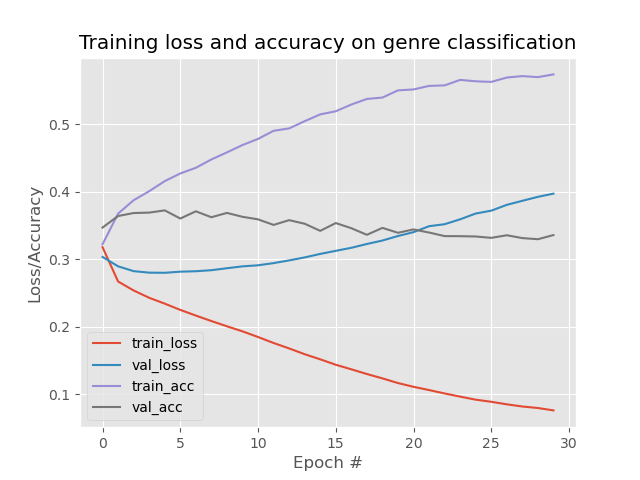 Training loss and accuracy on genre classification
Loss/Accuracy
0.5
0.4
0.3
0.2
0.1
train_loss
val_loss
train_acc
val_acc
0 5 10 15 20 25 30
Epoch #